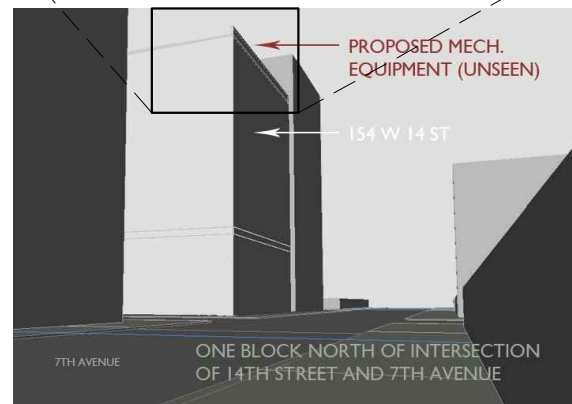 PROPOSED MECH.
EQUIPMENT (UNSEEN)
154 W 14 ST
7TH AVENUE
ONE BLOCK NORTH OF INTERSECTION
OF 14TH STREET AND 7TH AVENUE